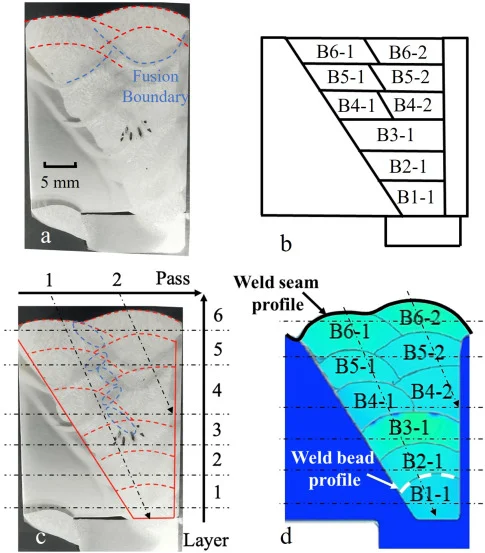 Fusion
Boundary
5 mm
a
B6-1 B6-2
B5-1 B5-2
B4-1 B4-2
B3-1
B2-1
B1-1
b
1 2 Pass
6
5
4
3
2
1
Layer
c
Weld seam
profile
B6-1 B6-2
B5-1 B5-2
B4-1 B4-2
B3-1
Weld bead
profile
B2-1
B1-1
d